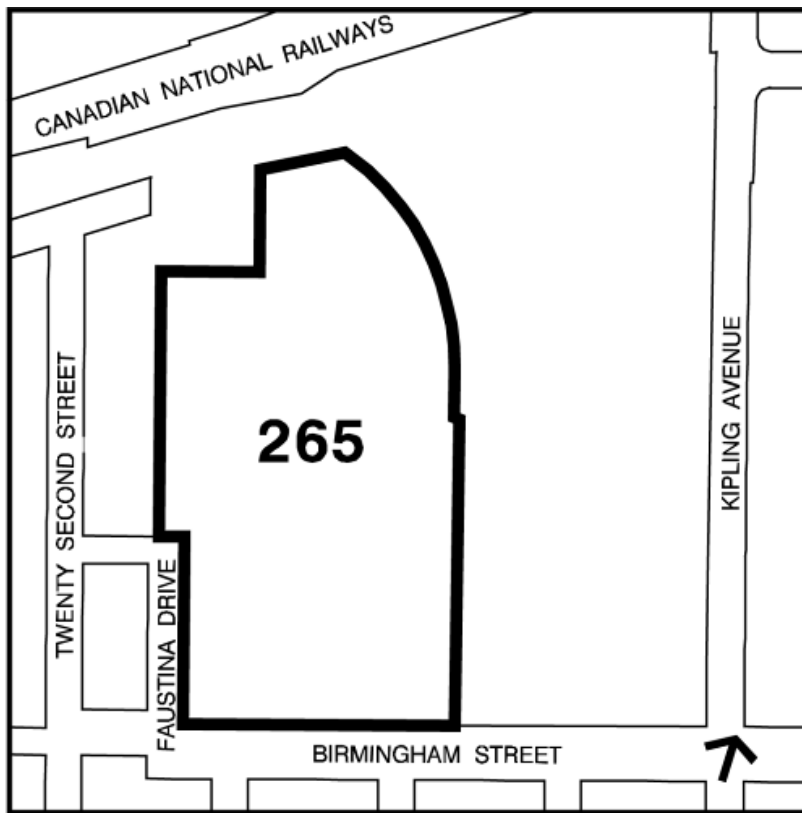 CANADIAN NATIONAL RAILWAYS
265
TWENTY SECOND STREET
KIPLING AVENUE
FAUSTINA DRIVE
BIRMINGHAM STREET